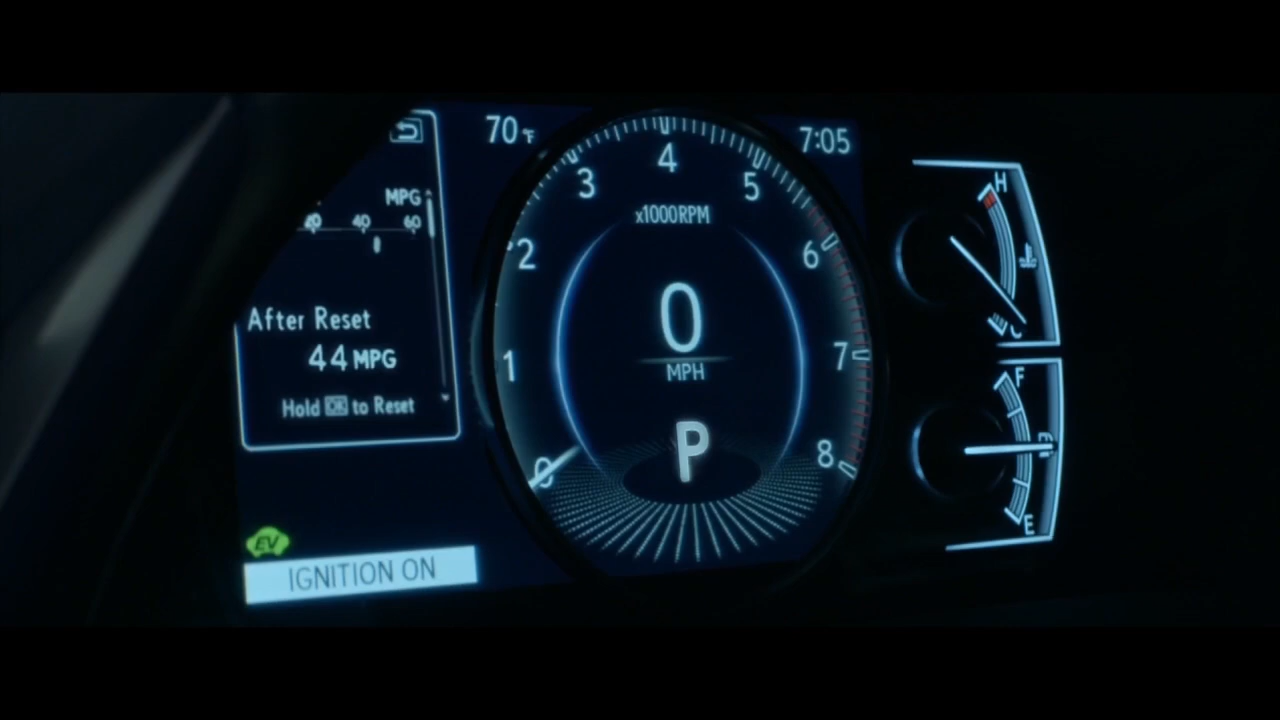 70°F
7:05
MPG
20 40 60
After Reset
44 MPG
Hold OK to Reset
EV
IGNITION ON
0
1
2
3
4
5
6
7
8
x1000RPM
0
MPH
P
H
C
F
E